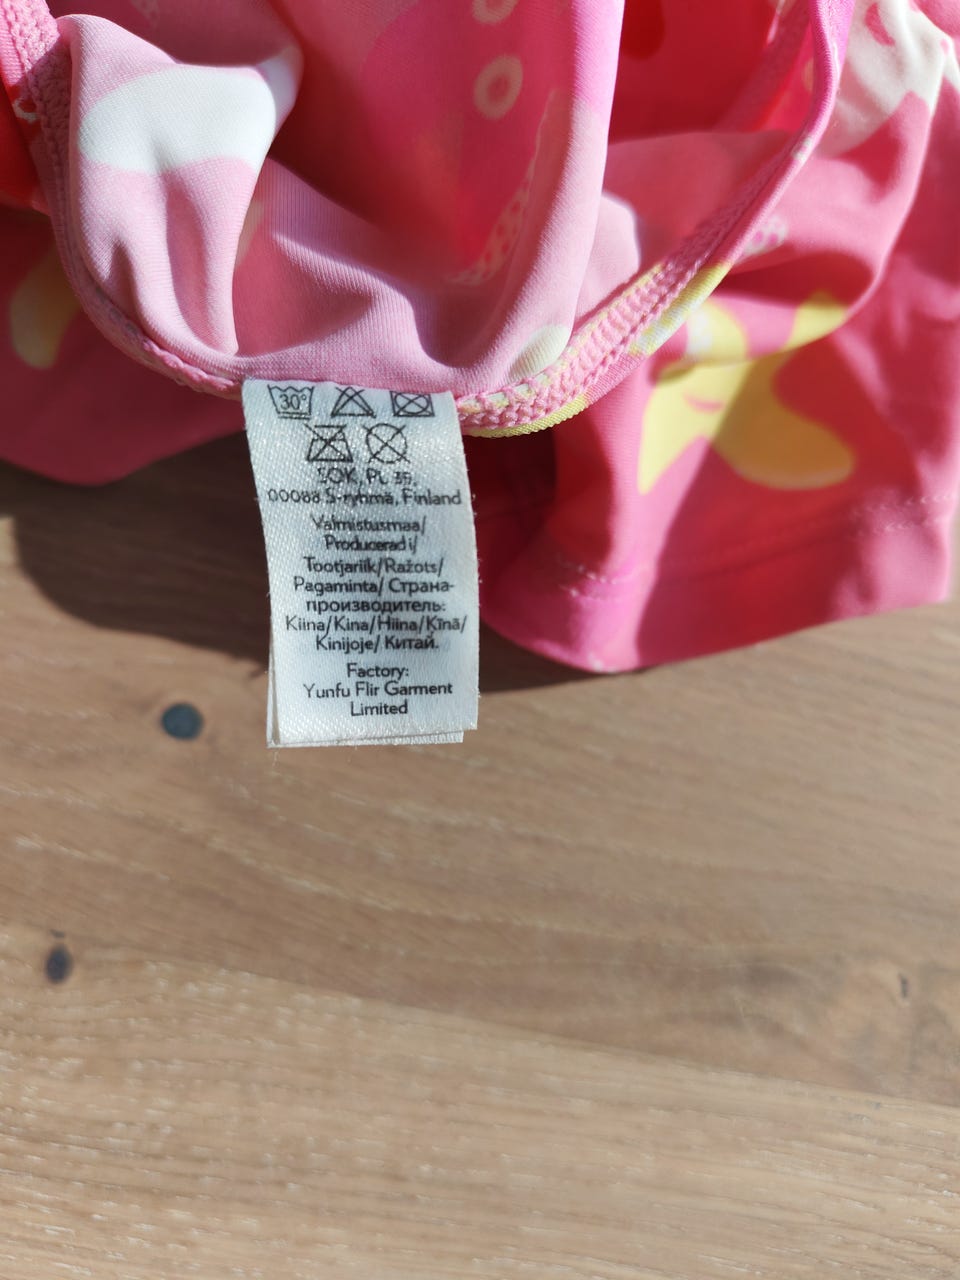 30°
SOK, PL 35,
00088 S-ryhmä, Finland
Valmistusmaa/
Producerad i/
Tootjariik/Ražots/
Pagaminta/ Страна-
производитель:
Kiina/Kina/Hiina/Ķīnā/
Kinijoje/ Китай.
Factory:
Yunfu Flir Garment
Limited